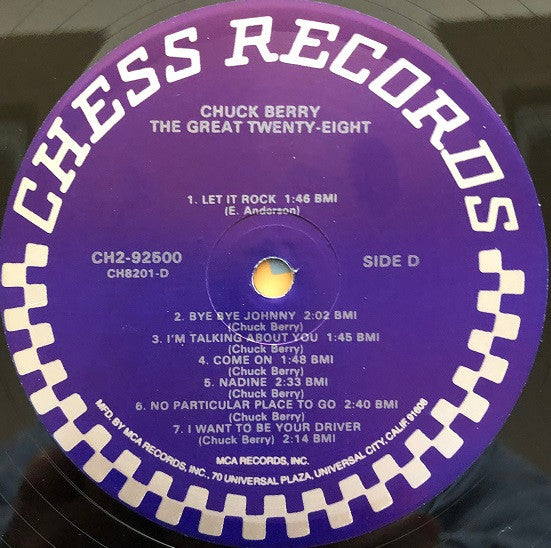 CHESS RECORDS
CHUCK BERRY
THE GREAT TWENTY-EIGHT
1. LET IT ROCK 1:46 BMI
(E. Anderson)
CH2-92500
CH8201-D
SIDE D
2. BYE BYE JOHNNY 2:02 BMI
(Chuck Berry)
3. I'M TALKING ABOUT YOU 1:45 BMI
(Chuck Berry)
4. COME ON 1:48 BMI
(Chuck Berry)
5. NADINE 2:33 BMI
(Chuck Berry)
6. NO PARTICULAR PLACE TO GO 2:40 BMI
(Chuck Berry)
7. I WANT TO BE YOUR DRIVER
(Chuck Berry) 2:14 BMI
MCA RECORDS, INC.
MFD. BY MCA RECORDS, INC., 70 UNIVERSAL PLAZA, UNIVERSAL CITY, CALIF. 91608